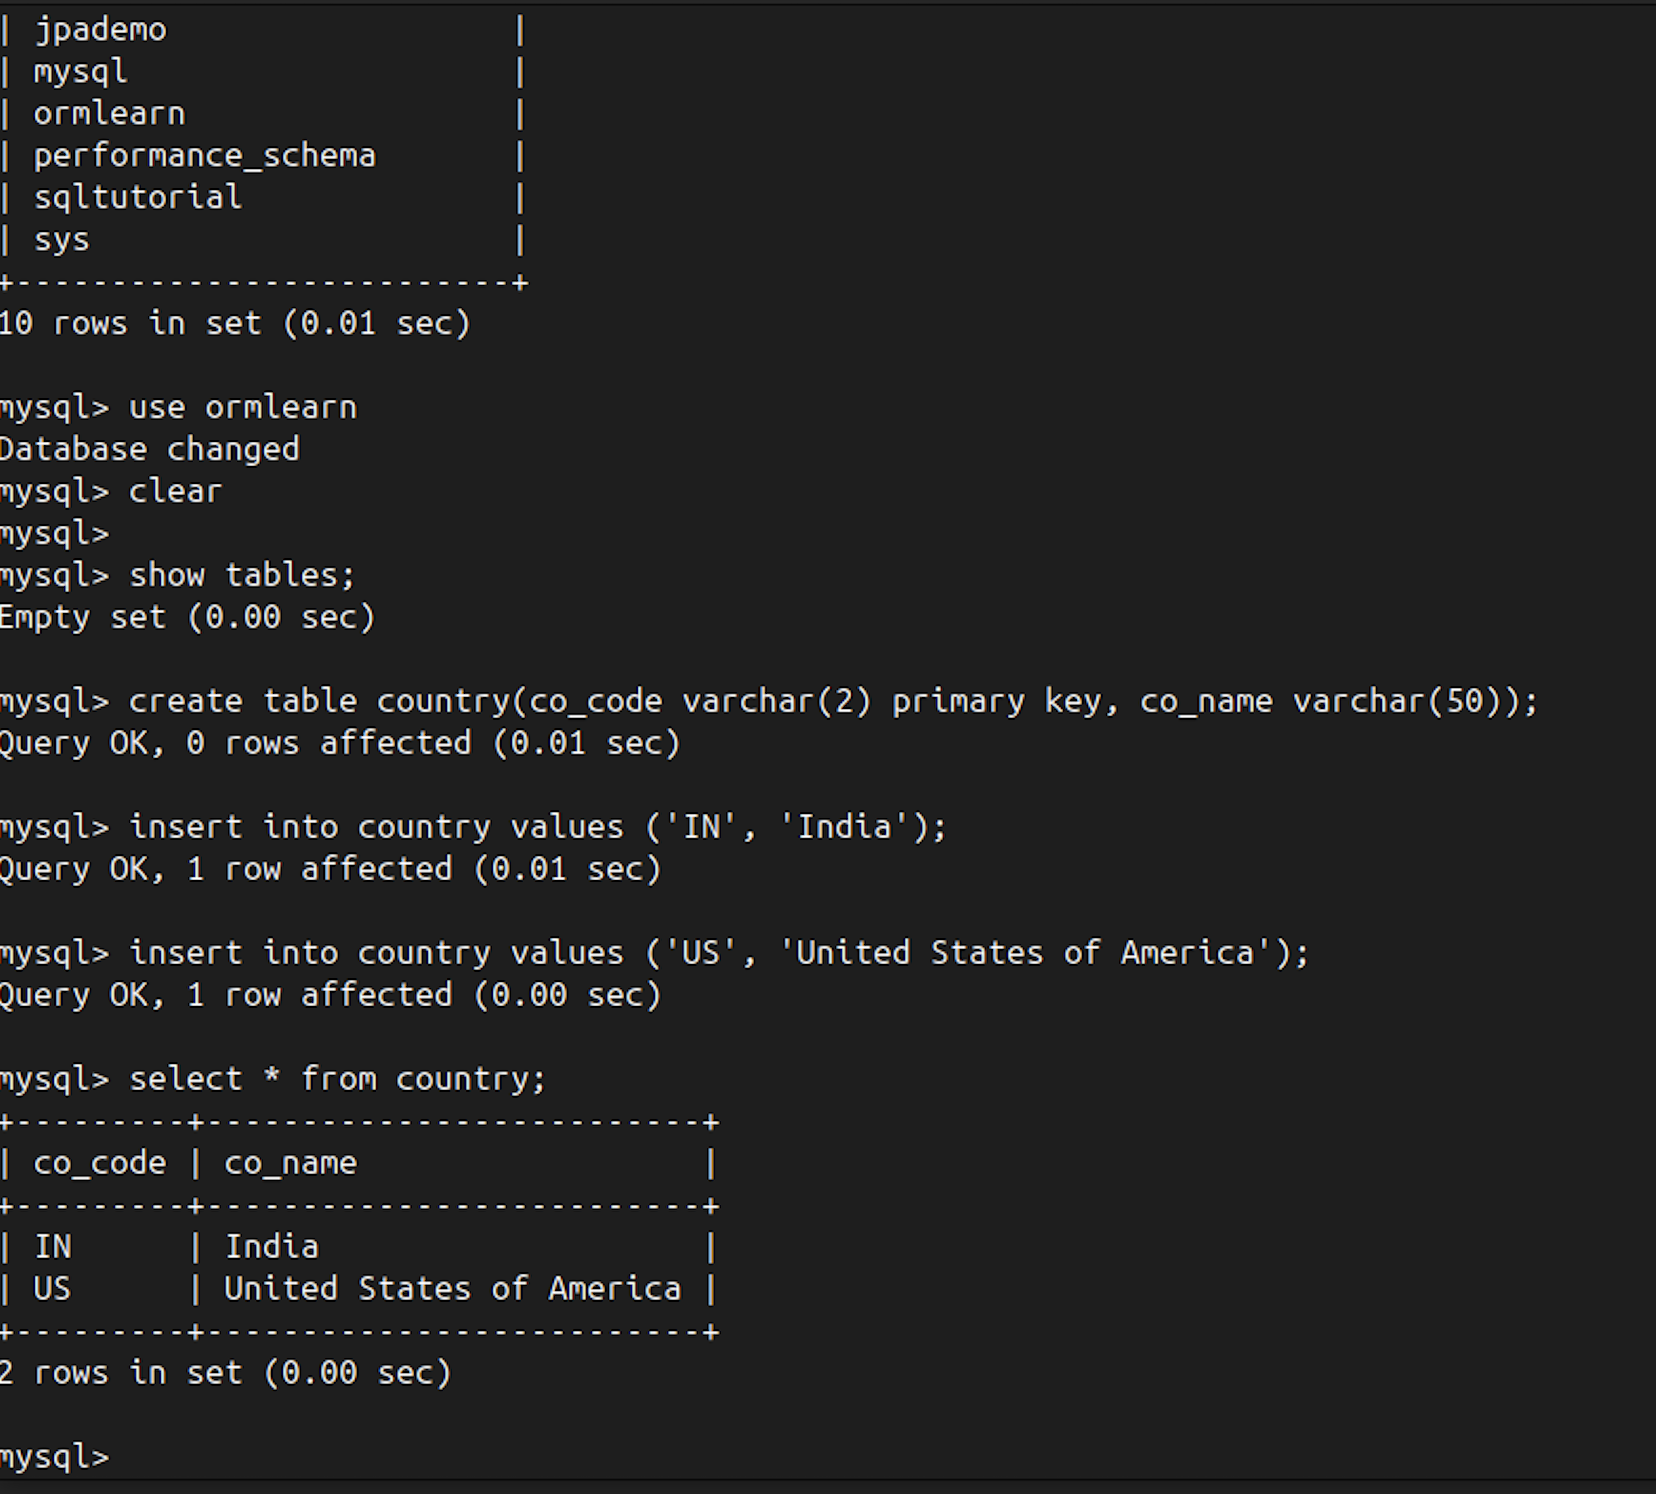 | jpademo                  |
| mysql                    |
| ormlearn                 |
| performance_schema       |
| sqltutorial              |
| sys                      |
+--------------------------+
10 rows in set (0.01 sec)

mysql> use ormlearn
Database changed
mysql> clear
mysql>
mysql> show tables;
Empty set (0.00 sec)

mysql> create table country(co_code varchar(2) primary key, co_name varchar(50));
Query OK, 0 rows affected (0.01 sec)

mysql> insert into country values ('IN', 'India');
Query OK, 1 row affected (0.01 sec)

mysql> insert into country values ('US', 'United States of America');
Query OK, 1 row affected (0.00 sec)

mysql> select * from country;
+---------+--------------------------+
| co_code | co_name                  |
+---------+--------------------------+
| IN      | India                    |
| US      | United States of America |
+---------+--------------------------+
2 rows in set (0.00 sec)

mysql>